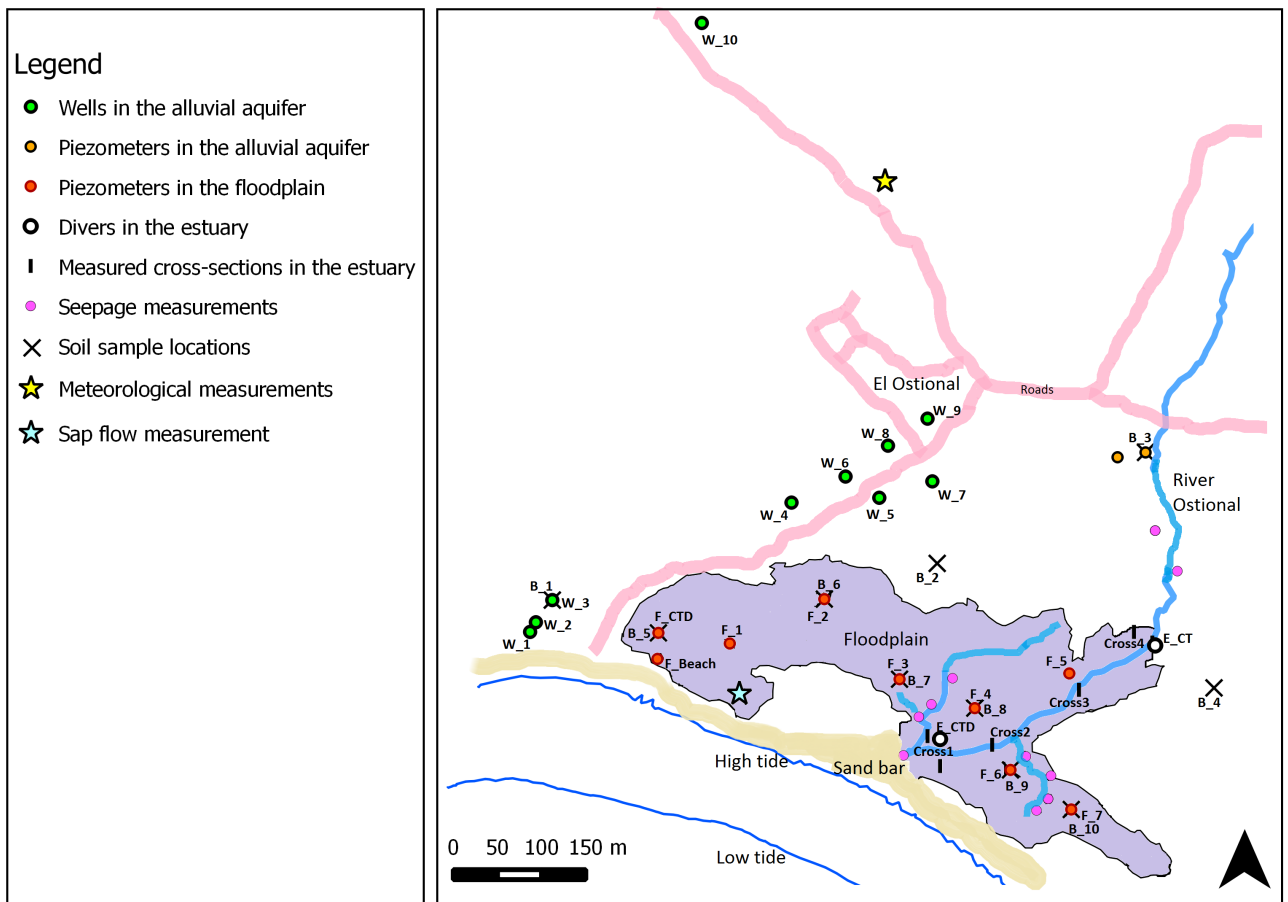 Legend
Wells in the alluvial aquifer
Piezometers in the alluvial aquifer
Piezometers in the floodplain
Divers in the estuary
Measured cross-sections in the estuary
Seepage measurements
Soil sample locations
Meteorological measurements
Sap flow measurement
W_10
El Ostional
Roads
W_9
W_8
B_3
W_6
River
Ostional
W_7
W_4
W_5
B_2
B_1
W_3
B_6
F_2
W_2
W_1
F_CTD
B_5
F_1
Floodplain
E_CT
Cross4
F_Beach
F_3
B_7
F_5
F_4
B_8
Cross3
B_4
E_CTD
Cross2
Cross1
High tide
Sand bar
F_6
B_9
F_7
B_10
0 50 100 150 m
Low tide